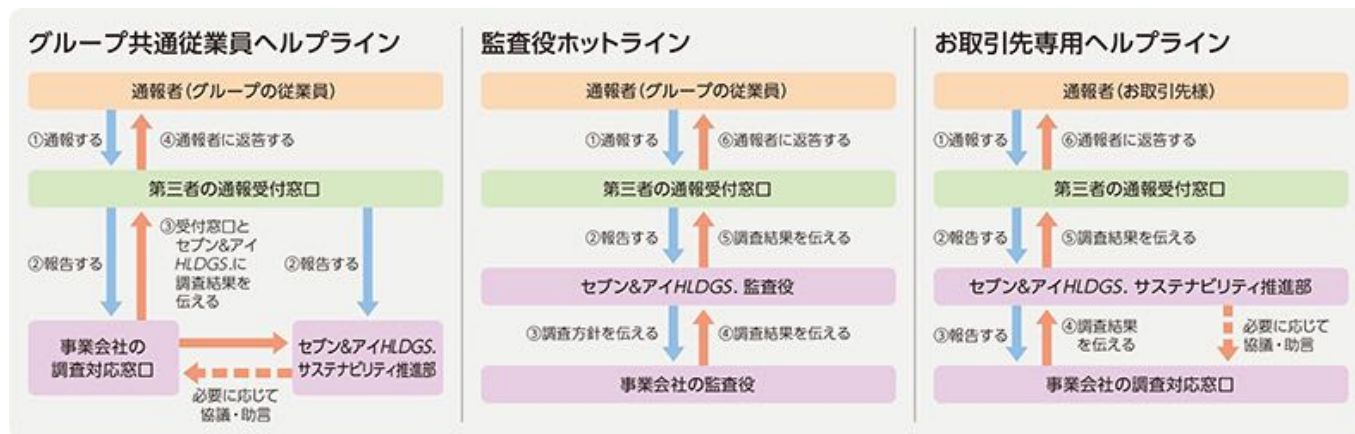 グループ共通従業員ヘルプライン
通報者(グループの従業員)
①通報する
④通報者に返答する
第三者の通報受付窓口
②報告する
③受付窓口と
セブン&アイ
HLDGS.に
調査結果を
伝える
②報告する
事業会社の
調査対応窓口
セブン&アイHLDGS.
サステナビリティ推進部
必要に応じて
協議・助言
監査役ホットライン
通報者(グループの従業員)
①通報する
⑥通報者に返答する
第三者の通報受付窓口
②報告する
⑤調査結果を伝える
セブン&アイHLDGS. 監査役
③調査方針を伝える
④調査結果を伝える
事業会社の監査役
お取引先専用ヘルプライン
通報者(お取引先様)
①通報する
⑥通報者に返答する
第三者の通報受付窓口
②報告する
⑤調査結果を伝える
セブン&アイHLDGS. サステナビリティ推進部
③報告する
④調査結果
を伝える
必要に応じて
協議・助言
事業会社の調査対応窓口